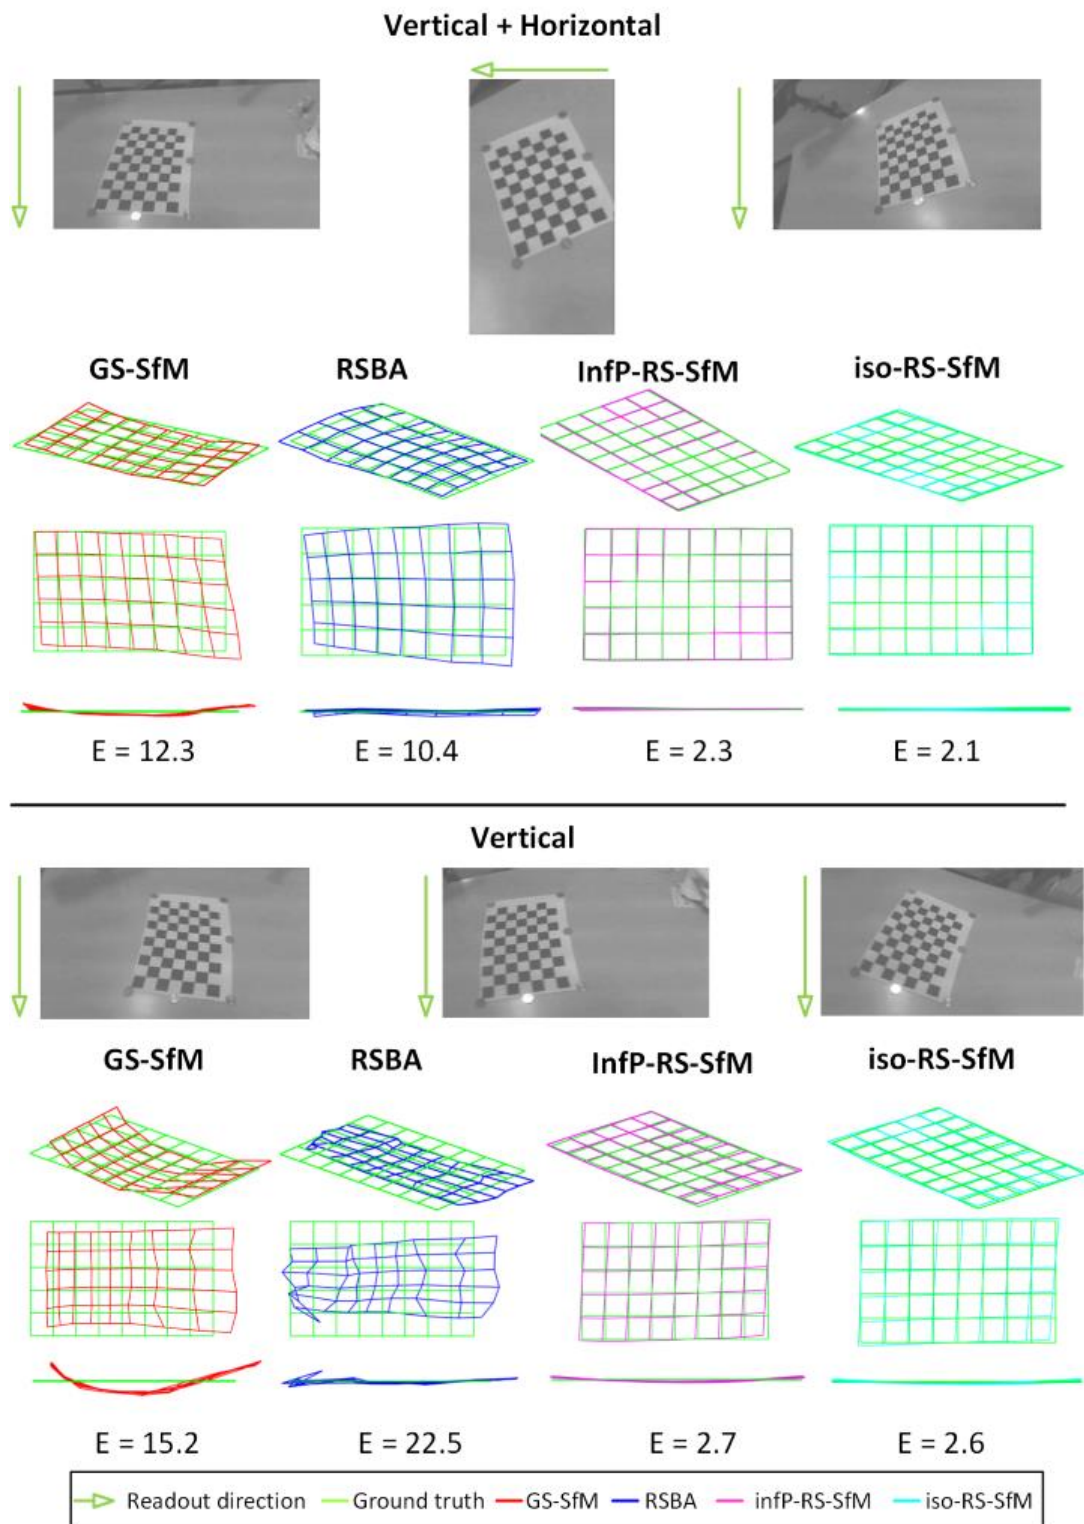 Vertical + Horizontal
GS-SfM RSBA InfP-RS-SfM iso-RS-SfM
E = 12.3 E = 10.4 E = 2.3 E = 2.1
Vertical
GS-SfM RSBA InfP-RS-SfM iso-RS-SfM
E = 15.2 E = 22.5 E = 2.7 E = 2.6
Readout direction Ground truth GS-SfM RSBA infP-RS-SfM iso-RS-SfM